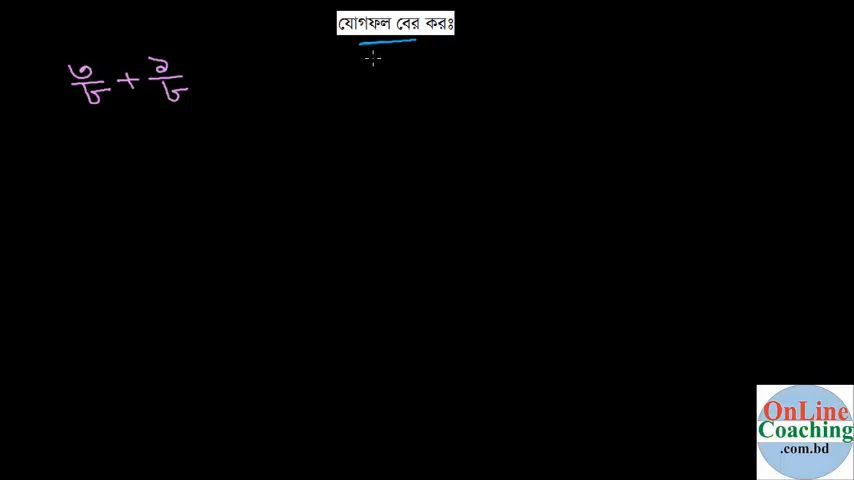 যোগফল বের করঃ
৩/৮ + ১/৮
OnLine
Coaching
.com.bd